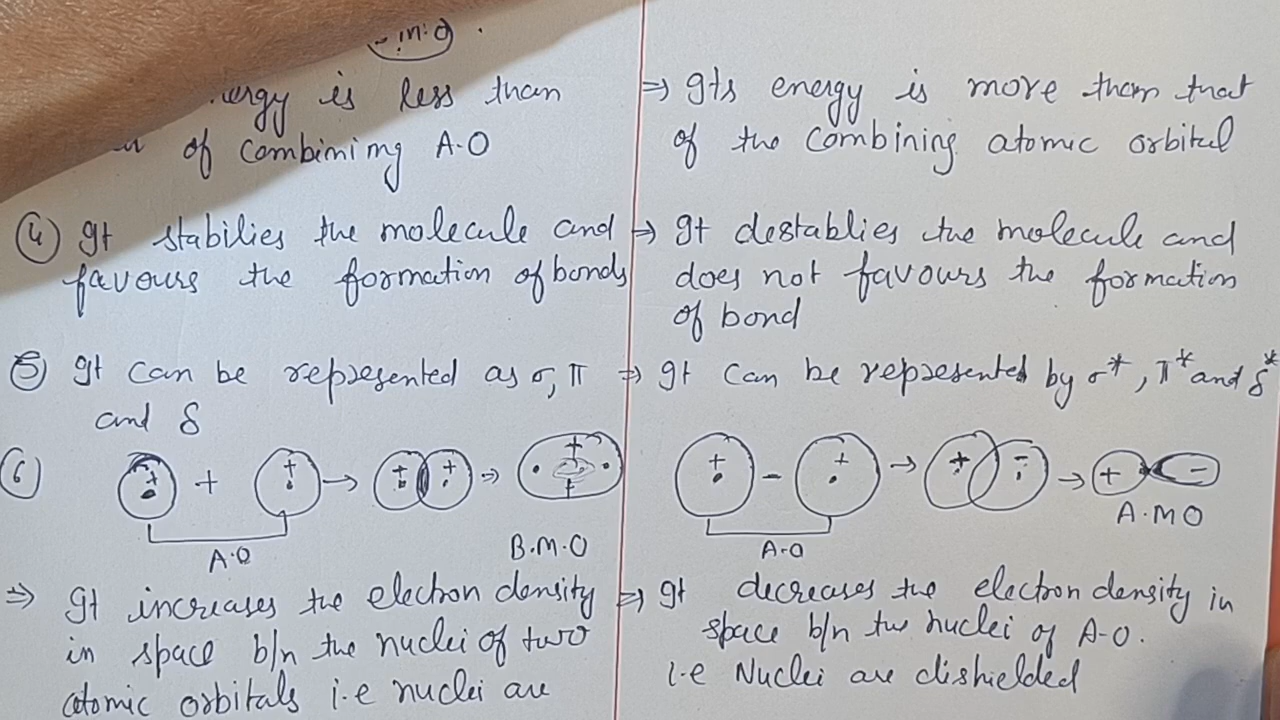 is less than
of combining A.O
④ It stabilies the molecule and
favours the formation of bonds
⑤ It can be represented as σ, π
and δ
⑥ + + + → + + ⇒ + +
A.O B.M.O
⇒ It increases the electron density
in space b/n the nuclei of two
atomic orbitals i.e nuclei are
⇒ Its energy is more than that
of the combining atomic orbital
→ It destablies the molecule and
does not favours the formation
of bond
⇒ It can be represented by σ*, π* and δ*
+ - + → + - → + -
A.O A.MO
⇒ It decreases the electron density in
space b/n the nuclei of A-O.
i.e Nuclei are dishielded